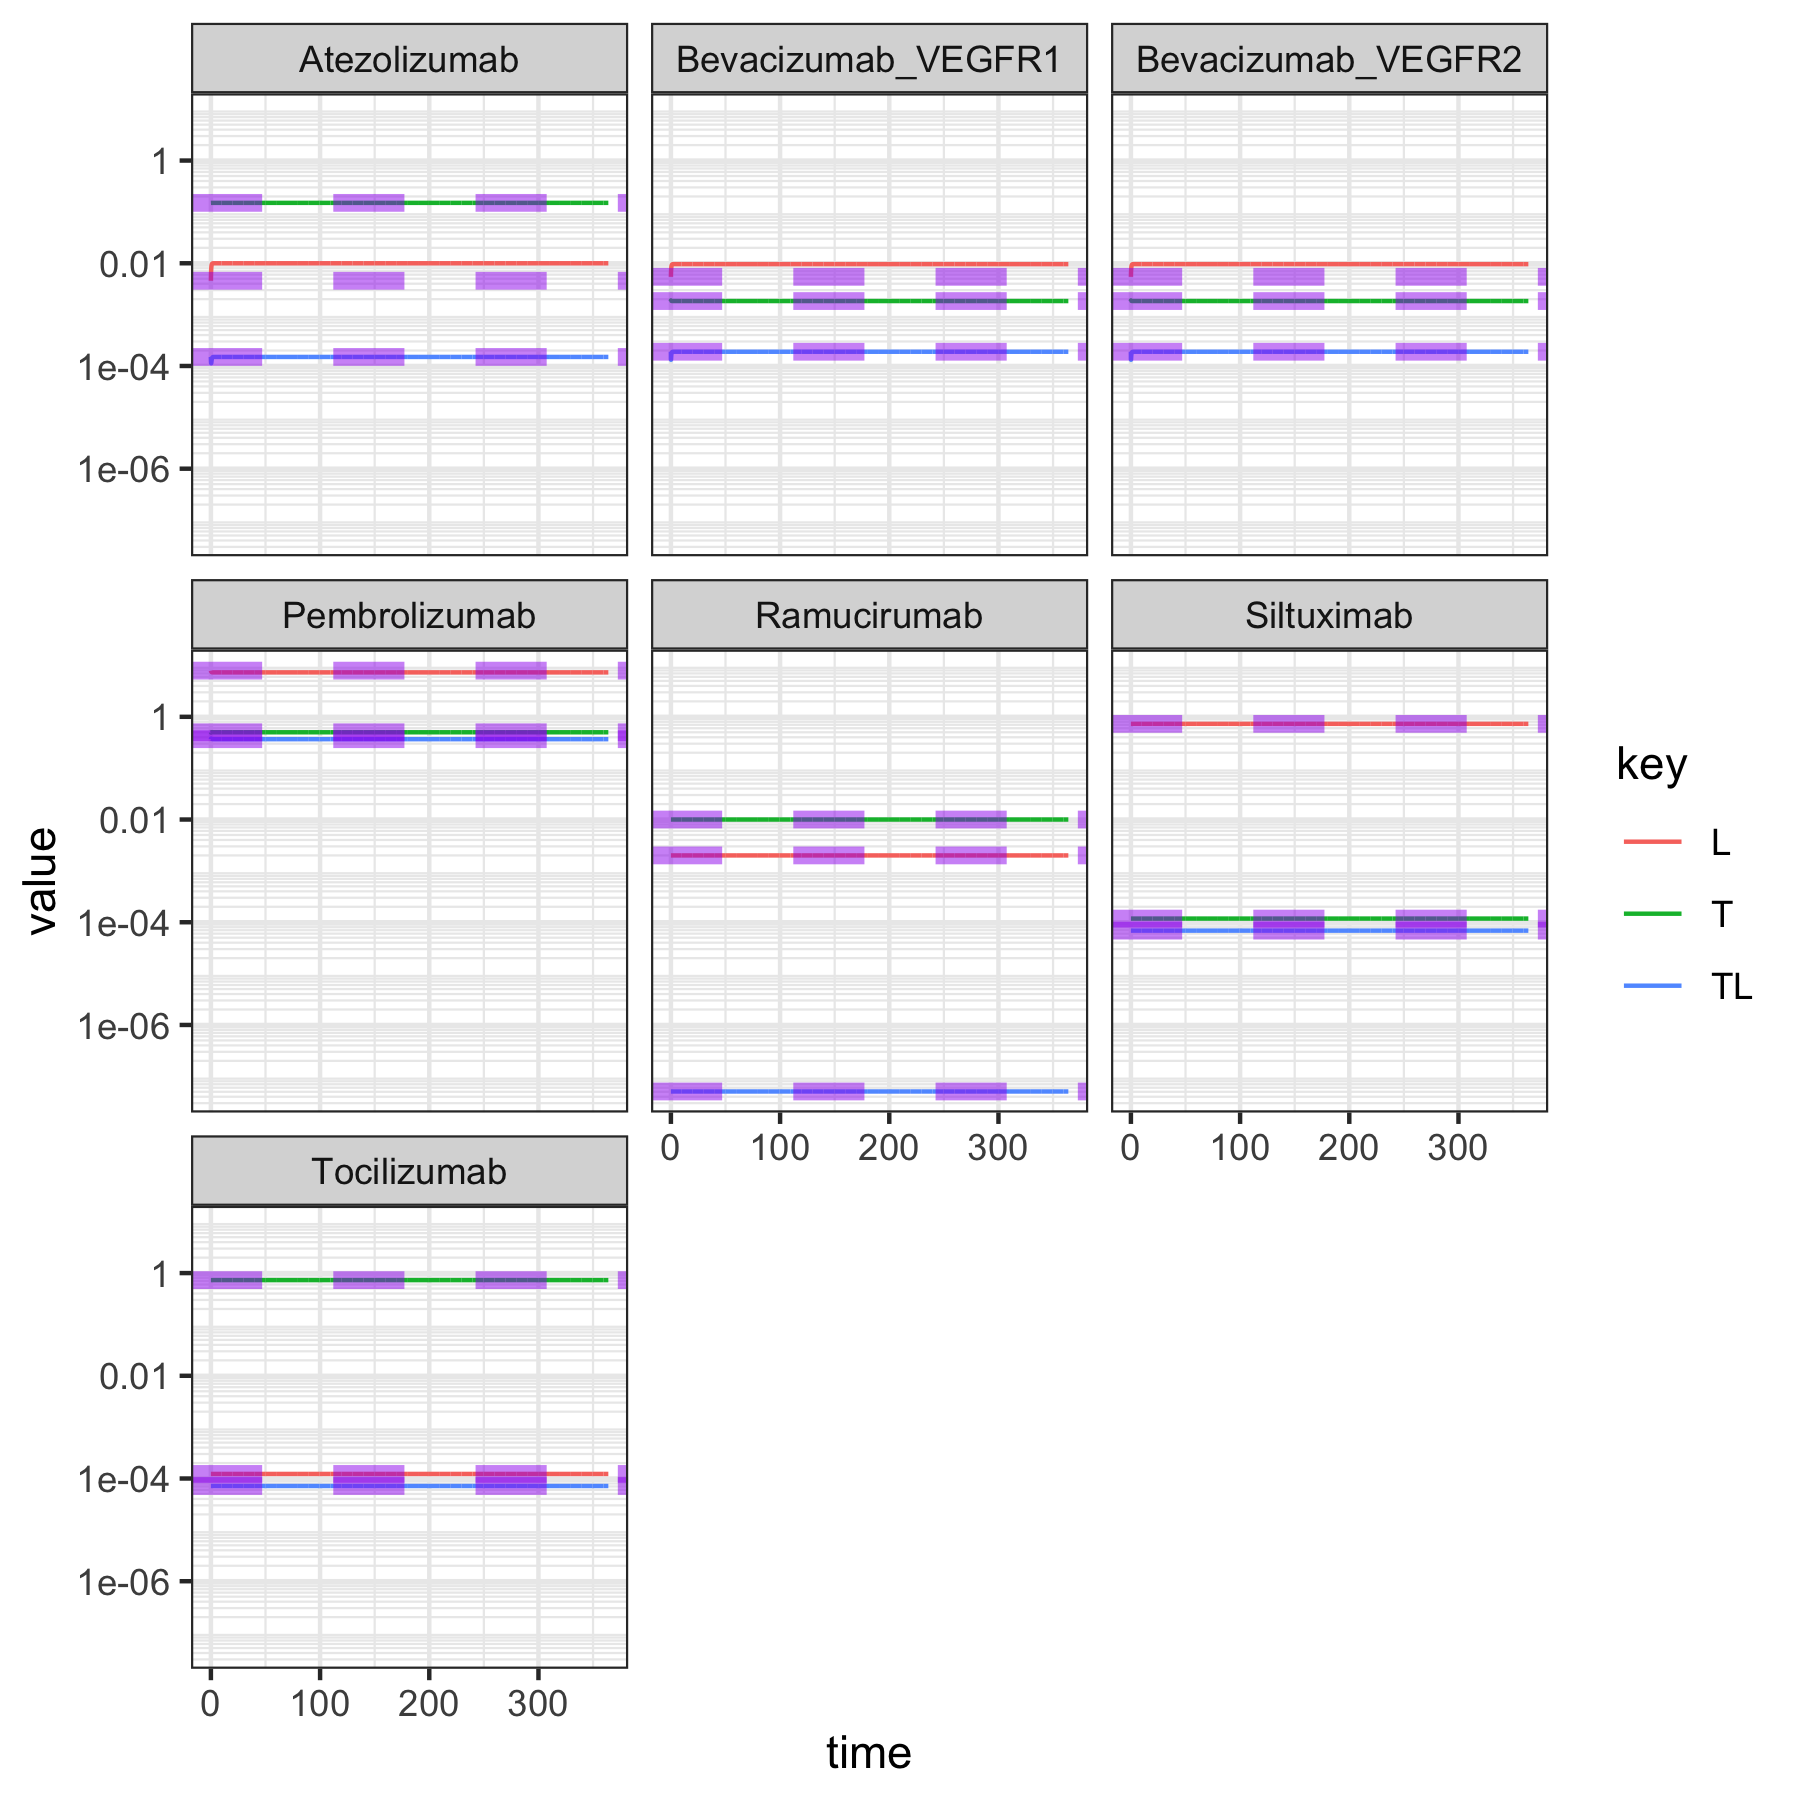 Atezolizumab
Bevacizumab_VEGFR1
Bevacizumab_VEGFR2
1
0.01
1e-04
1e-06
Pembrolizumab
Ramucirumab
Siltuximab
1
0.01
1e-04
1e-06
0 100 200 300
0 100 200 300
Tocilizumab
1
0.01
1e-04
1e-06
0 100 200 300
time
value
key
L
T
TL